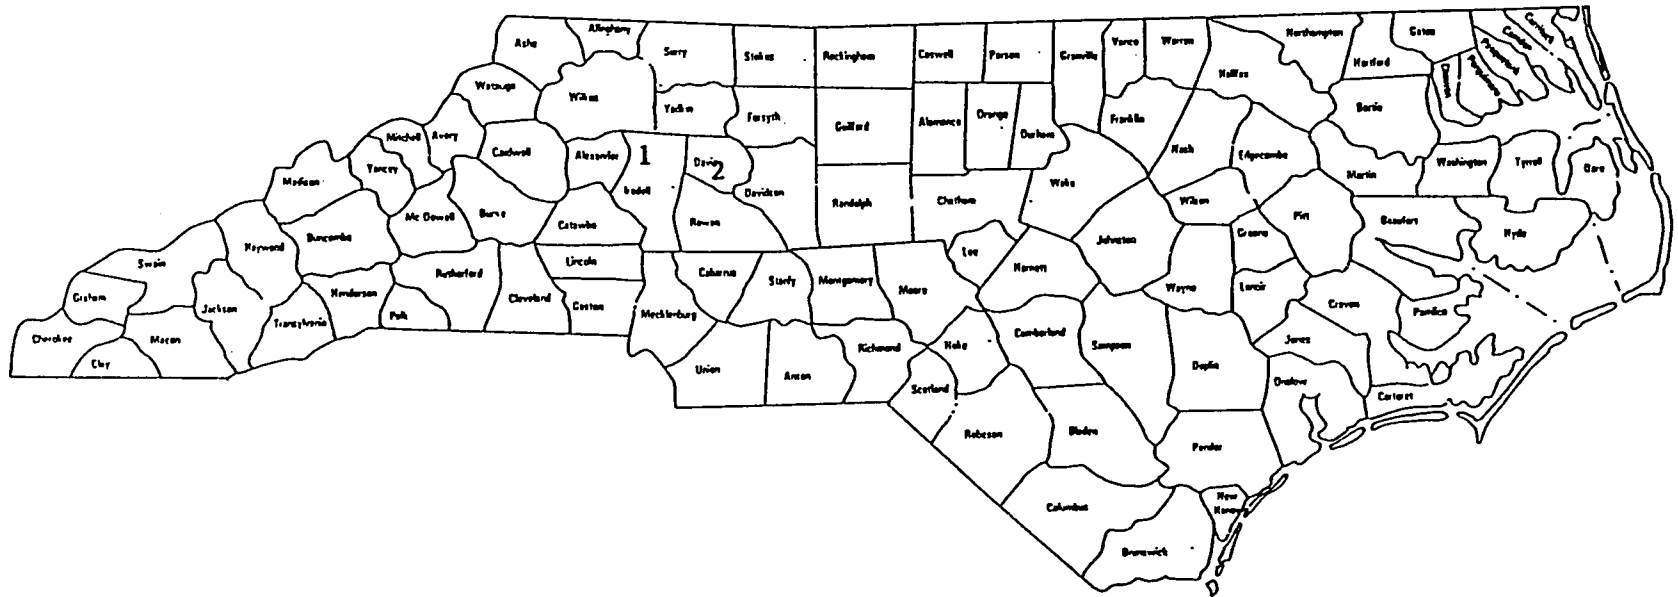 Ashe
Alleghany
Surry
Stokes
Rockingham
Caswell
Person
Granville
Vance
Warren
Northampton
Gates
Camden
Halifax
Hertford
Watauga
Wilkes
Yadkin
Forsyth
Guilford
Alamance
Orange
Durham
Franklin
Bertie
Mitchell
Avery
Caldwell
Alexander
1
Iredell
Davie
2
Davidson
Nash
Edgecombe
Martin
Washington
Tyrrell
Dare
Madison
Yancey
Mc Dowell
Burke
Catawba
Rowan
Randolph
Chatham
Wake
Wilson
Pitt
Beaufort
Hyde
Swain
Haywood
Buncombe
Rutherford
Lincoln
Cabarrus
Stanly
Montgomery
Moore
Lee
Harnett
Johnston
Greene
Graham
Jackson
Transylvania
Henderson
Polk
Cleveland
Gaston
Mecklenburg
Wayne
Lenoir
Craven
Pamlico
Cherokee
Clay
Macon
Union
Anson
Richmond
Hoke
Scotland
Cumberland
Sampson
Duplin
Jones
Onslow
Carteret
Robeson
Bladen
Pender
Columbus
Brunswick
New